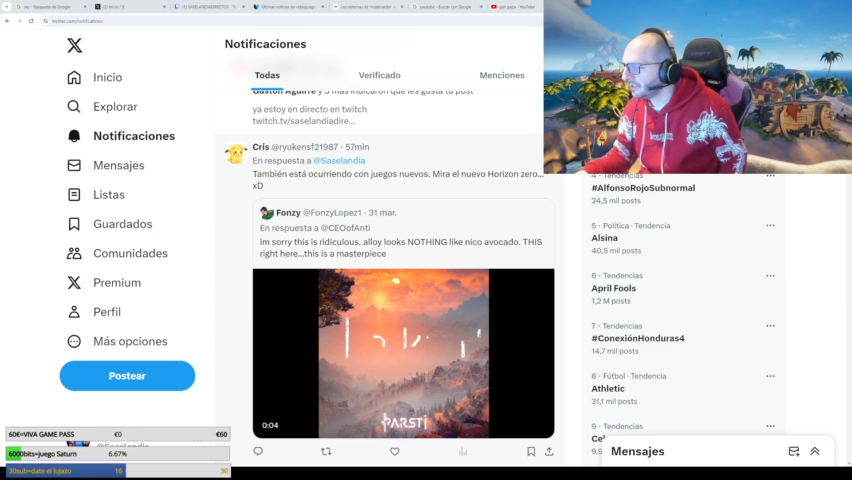 twitter.com/notifications
Inicio
Explorar
Notificaciones
Mensajes
Listas
Guardados
Comunidades
Premium
Perfil
Más opciones
Postear
Notificaciones
Todas
Verificado
Menciones
Gastón Aguirre y 3 más indicaron que les gusta tu post
ya estoy en directo en twitch
twitch.tv/saselandiadire...
Cris @ryukensf21987 · 57min
En respuesta a @Saselandia
También está ocurriendo con juegos nuevos. Mira el nuevo Horizon zero...
xD
Fonzy @FonzyLopez1 · 31 mar.
En respuesta a @CEOofAnti
im sorry this is ridiculous. alloy looks NOTHING like nico avocado. THIS
right here...this is a masterpiece
PARSTI
0:04
4 · Tendencias
#AlfonsoRojoSubnormal
24,5 mil posts
5 · Política · Tendencia
Alsina
40,5 mil posts
6 · Tendencias
April Fools
1,2 M posts
7 · Tendencias
#ConexiónHonduras4
14,7 mil posts
8 · Fútbol · Tendencia
Athletic
31,1 mil posts
9 · Tendencias
Mensajes
60€=VIVA GAME PASS €0 €60
@Saselandia
6000bits=juego Saturn 6.67%
30sub=date el lujazo 16 30